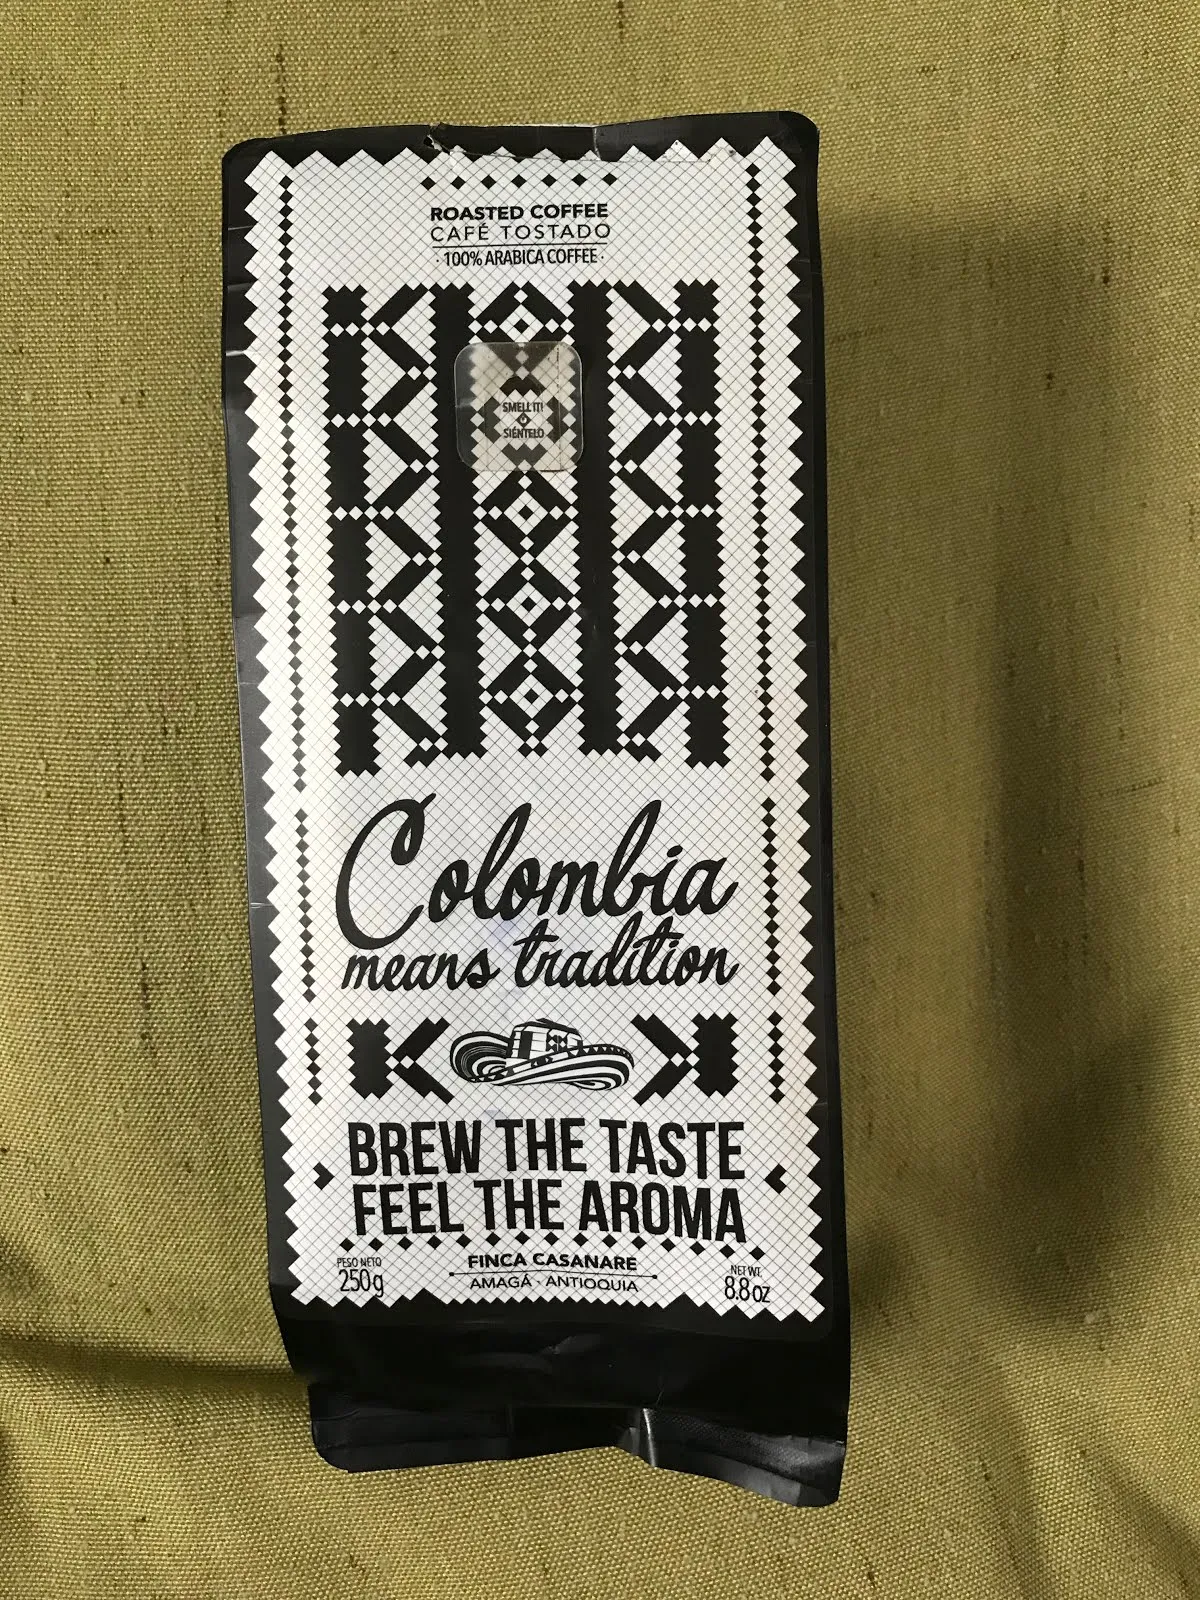 ROASTED COFFEE
CAFÉ TOSTADO
· 100% ARABICA COFFEE ·
SMELL IT!
SIÉNTELO
Colombia
means tradition
BREW THE TASTE
FEEL THE AROMA
PESO NETO
250g
FINCA CASANARE
AMAGÁ · ANTIOQUIA
NET WT.
8.8 oz